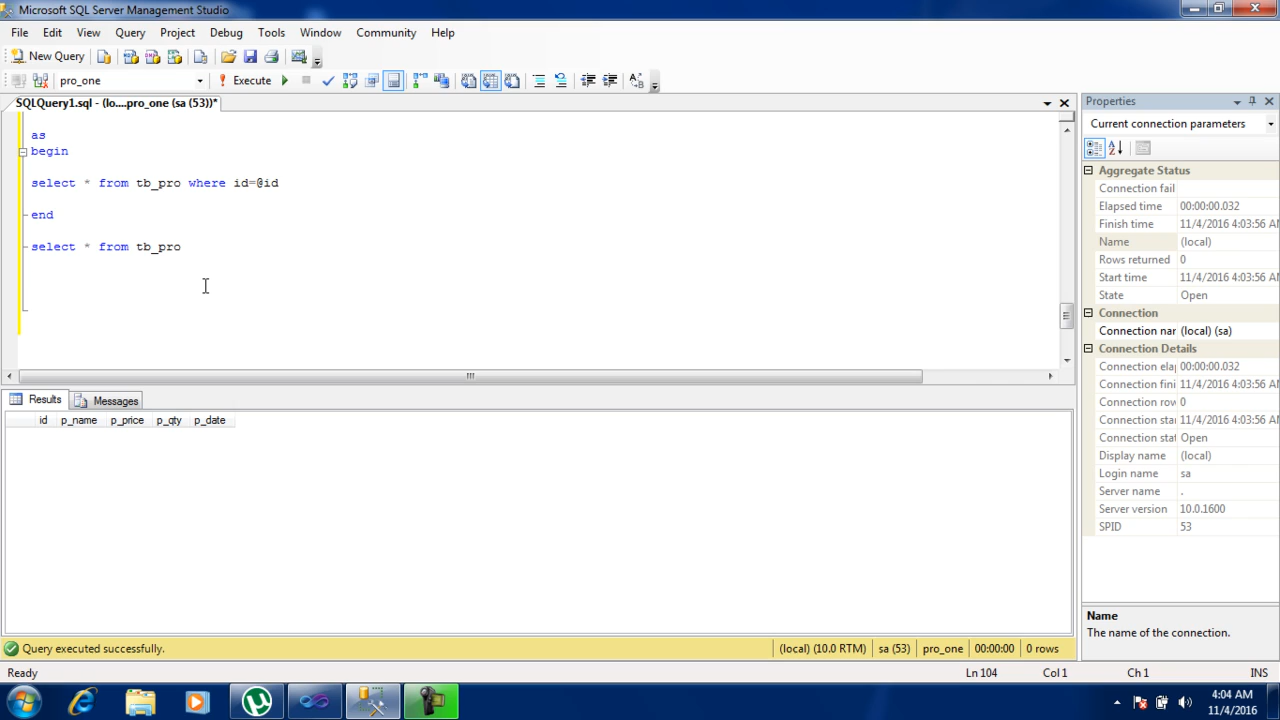 Microsoft SQL Server Management Studio
File Edit View Query Project Debug Tools Window Community Help
New Query
pro_one Execute
SQLQuery1.sql - (lo....pro_one (sa (53))*
as
begin
select * from tb_pro where id=@id
end
select * from tb_pro
Results Messages
id p_name p_price p_qty p_date
Query executed successfully. (local) (10.0 RTM) sa (53) pro_one 00:00:00 0 rows
Properties
Current connection parameters
Aggregate Status
Connection fail
Elapsed time 00:00:00.032
Finish time 11/4/2016 4:03:56 AM
Name (local)
Rows returned 0
Start time 11/4/2016 4:03:56 AM
State Open
Connection
Connection nar (local) (sa)
Connection Details
Connection elap 00:00:00.032
Connection fini 11/4/2016 4:03:56 AM
Connection row 0
Connection star 11/4/2016 4:03:56 AM
Connection stat Open
Display name (local)
Login name sa
Server name .
Server version 10.0.1600
SPID 53
Name
The name of the connection.
Ready Ln 104 Col 1 Ch 1 INS
4:04 AM
11/4/2016